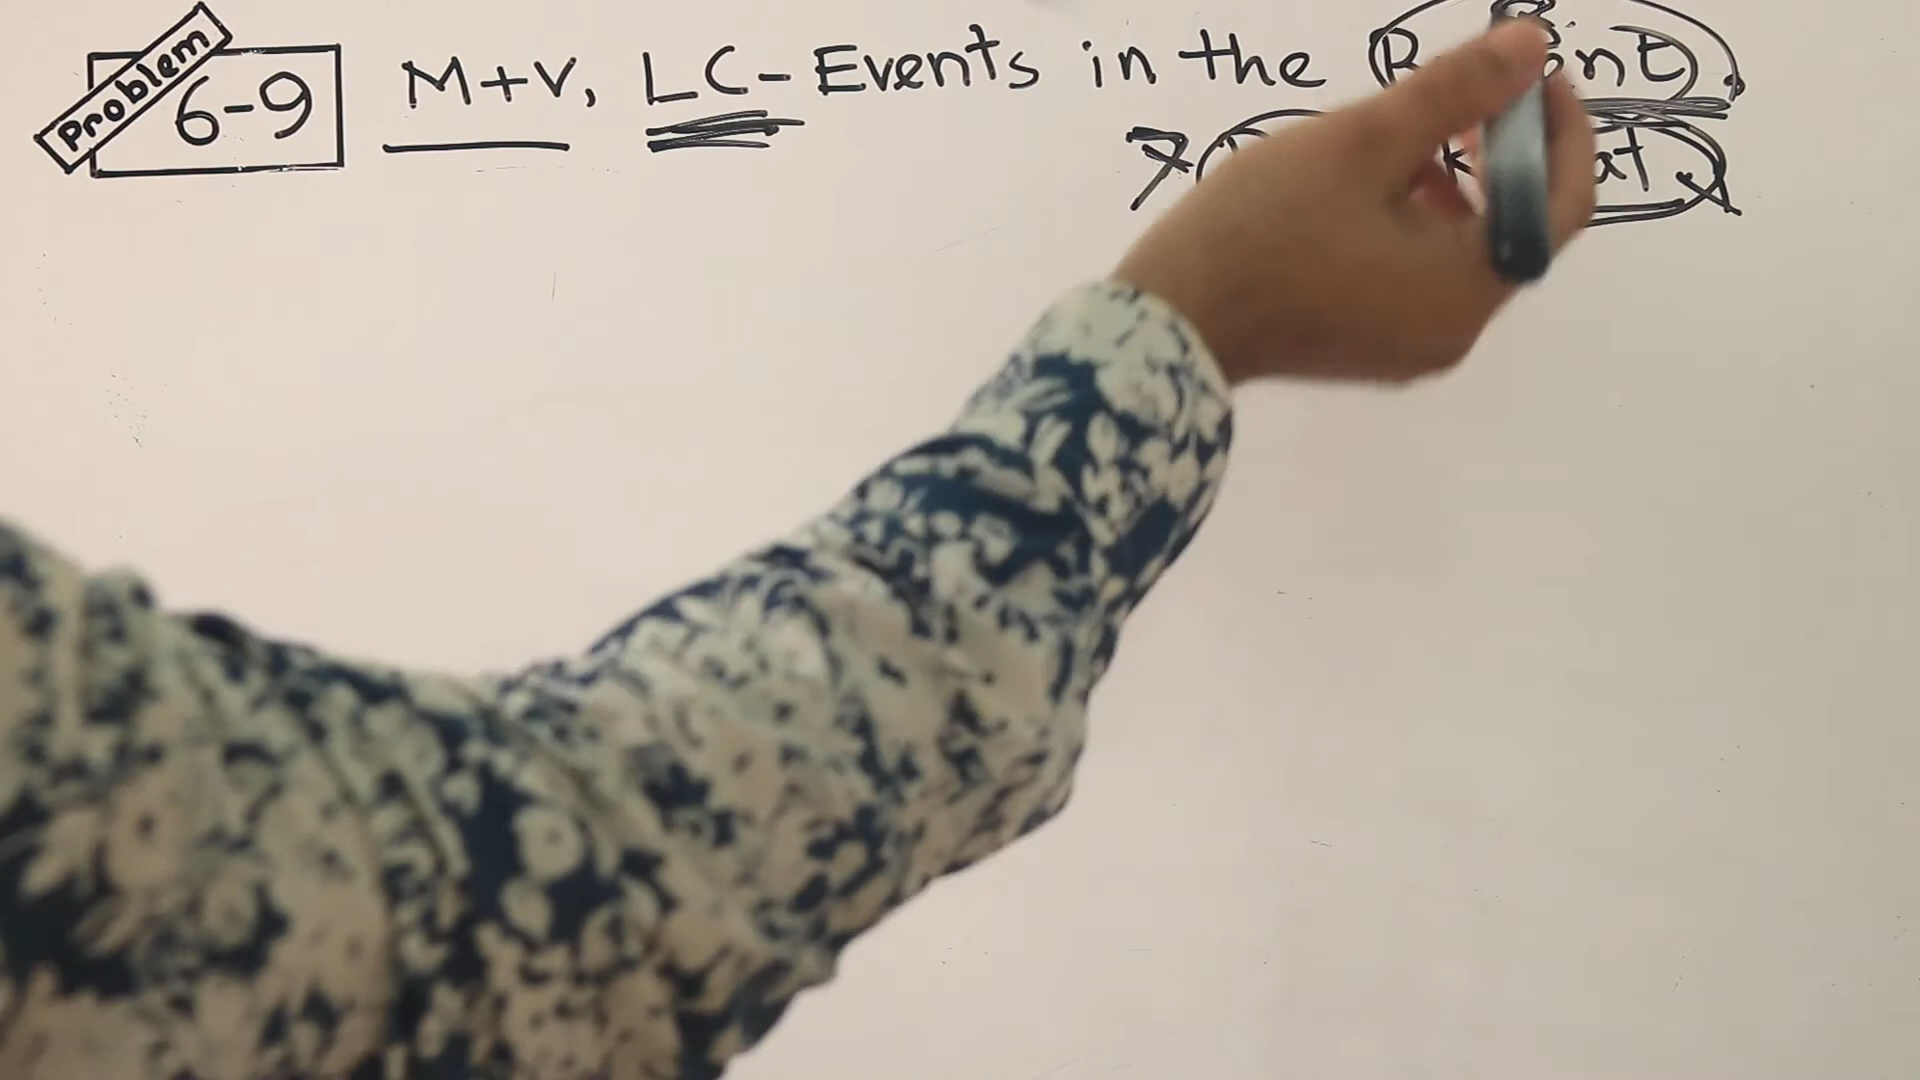 Problem
6-9
M+V, LC-Events in the